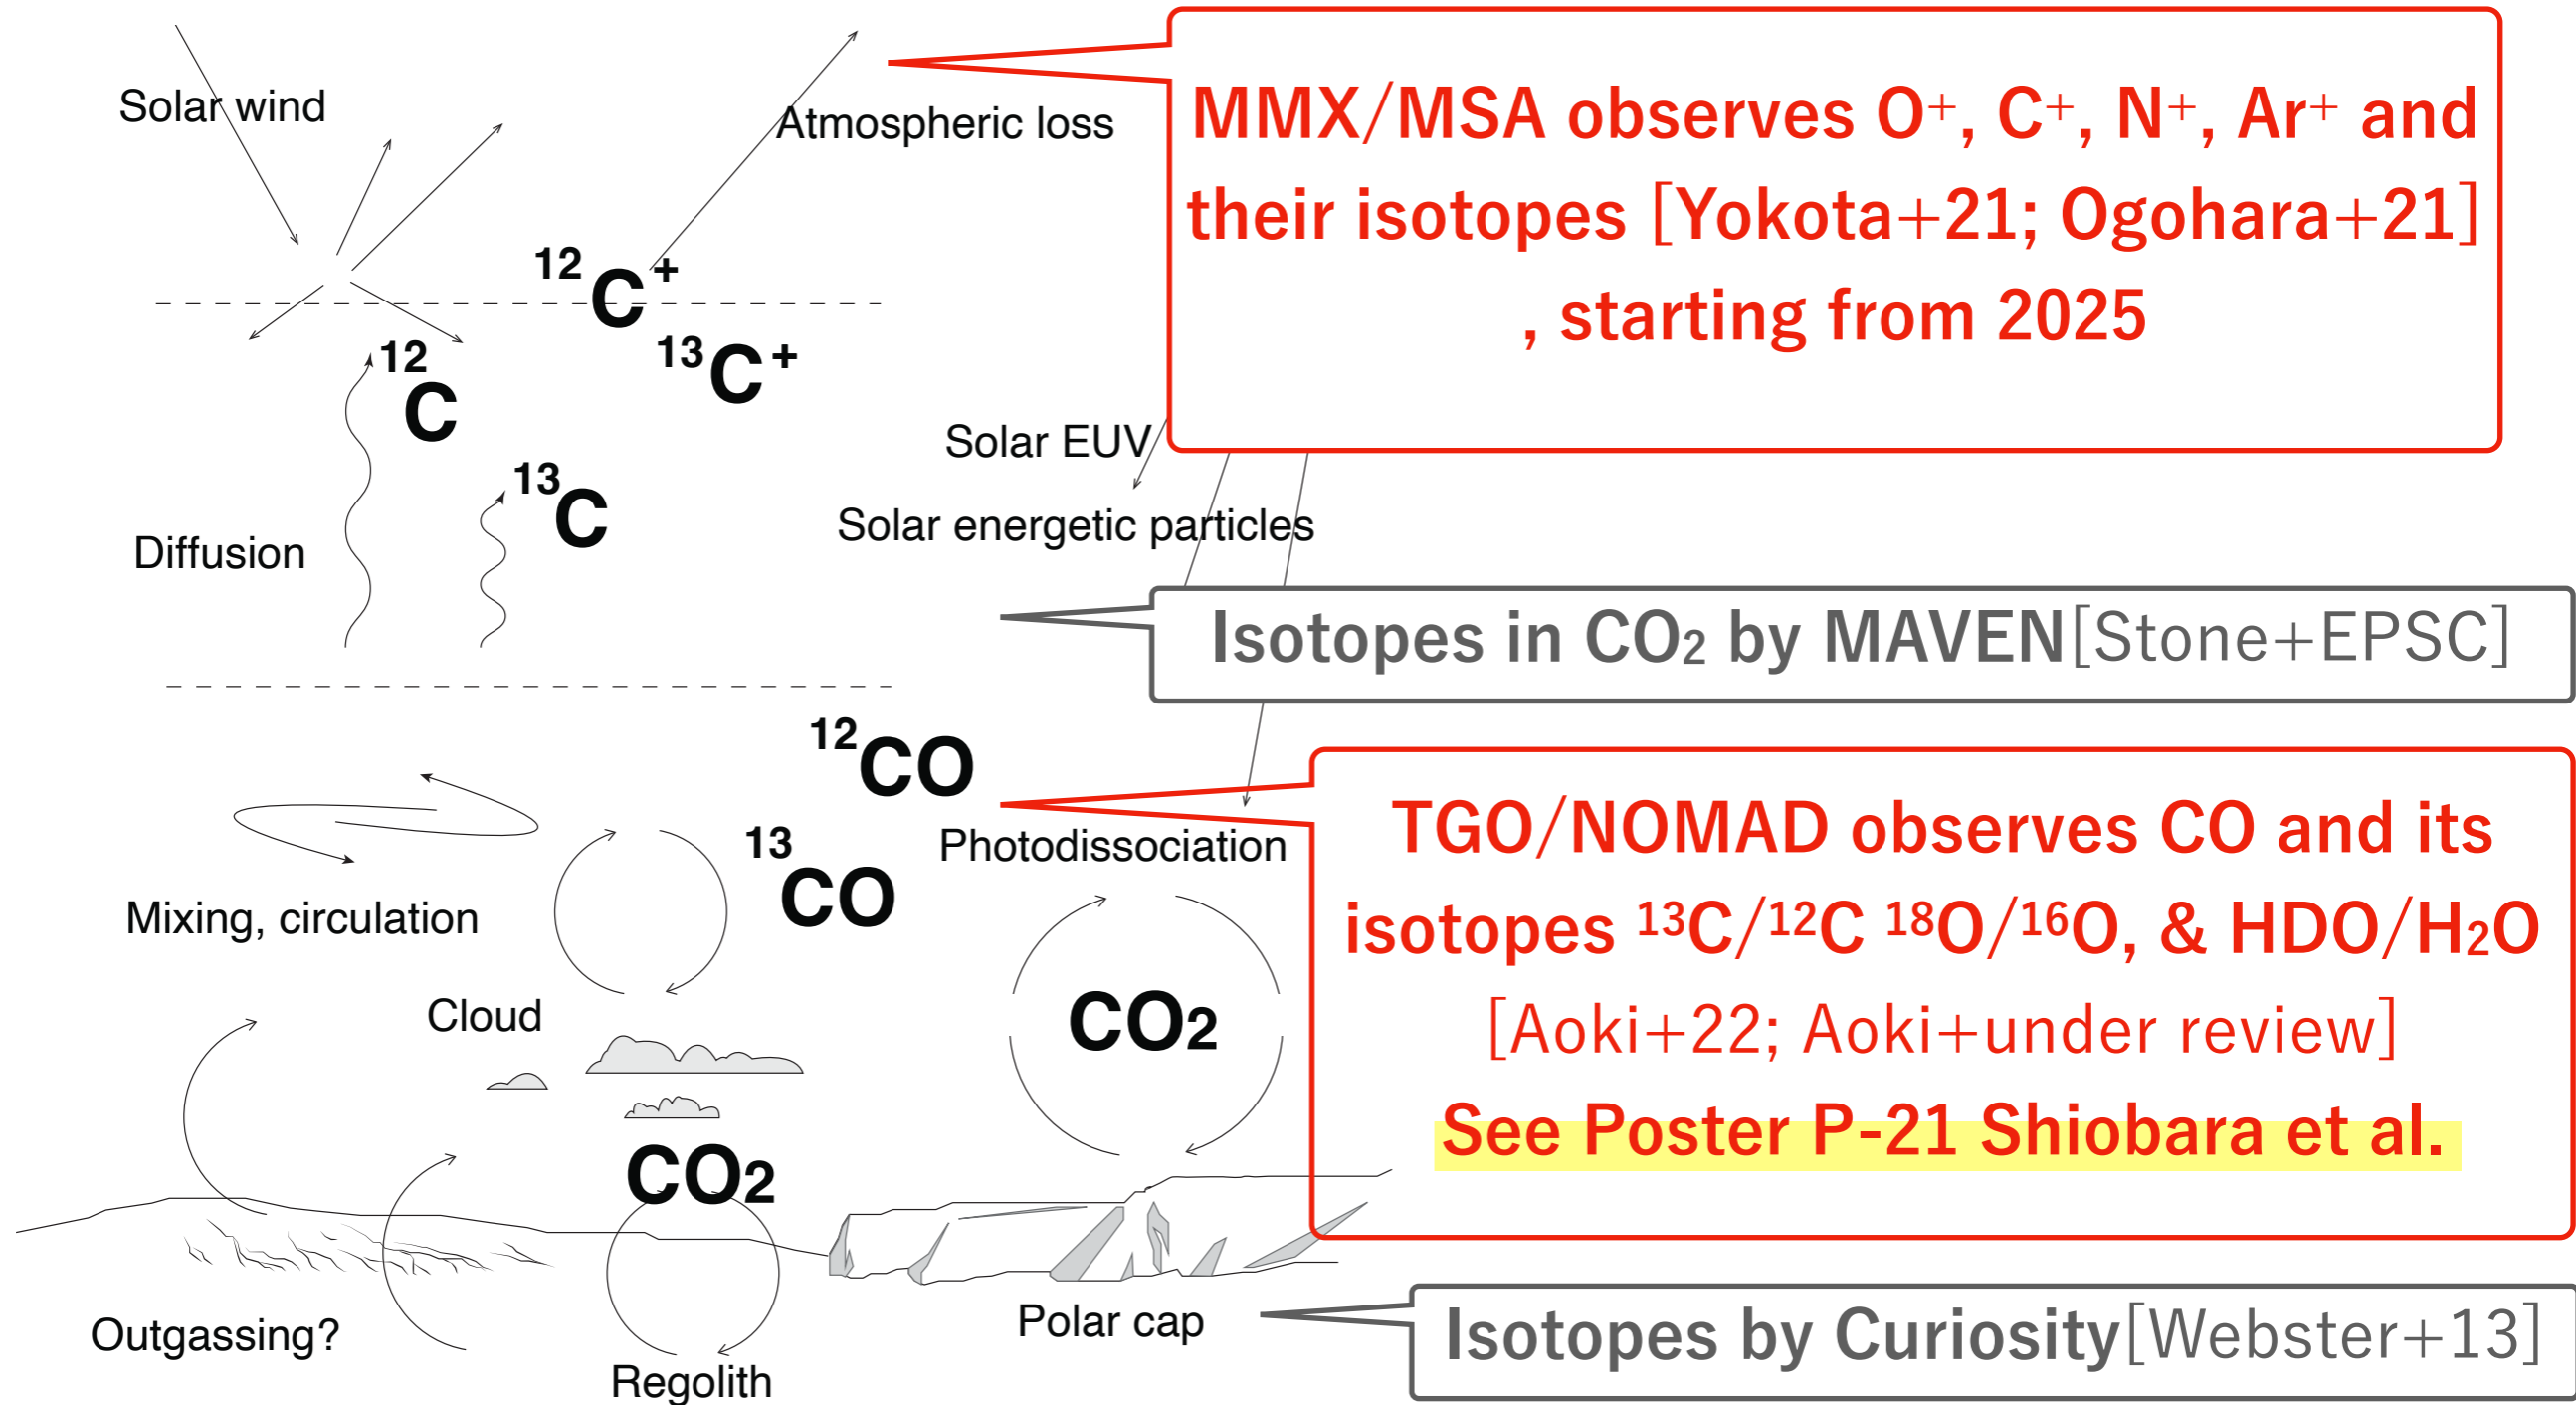 Solar wind
Atmospheric loss
MMX/MSA observes O⁺, C⁺, N⁺, Ar⁺ and
their isotopes [Yokota+21; Ogohara+21]
, starting from 2025
¹²C⁺
¹³C⁺
¹²C
¹³C
Solar EUV
Solar energetic particles
Diffusion
Isotopes in CO₂ by MAVEN[Stone+EPSC]
¹²CO
¹³CO
Photodissociation
Mixing, circulation
TGO/NOMAD observes CO and its
isotopes ¹³C/¹²C ¹⁸O/¹⁶O, & HDO/H₂O
[Aoki+22; Aoki+under review]
See Poster P-21 Shiobara et al.
Cloud
CO₂
CO₂
Outgassing?
Regolith
Polar cap
Isotopes by Curiosity[Webster+13]